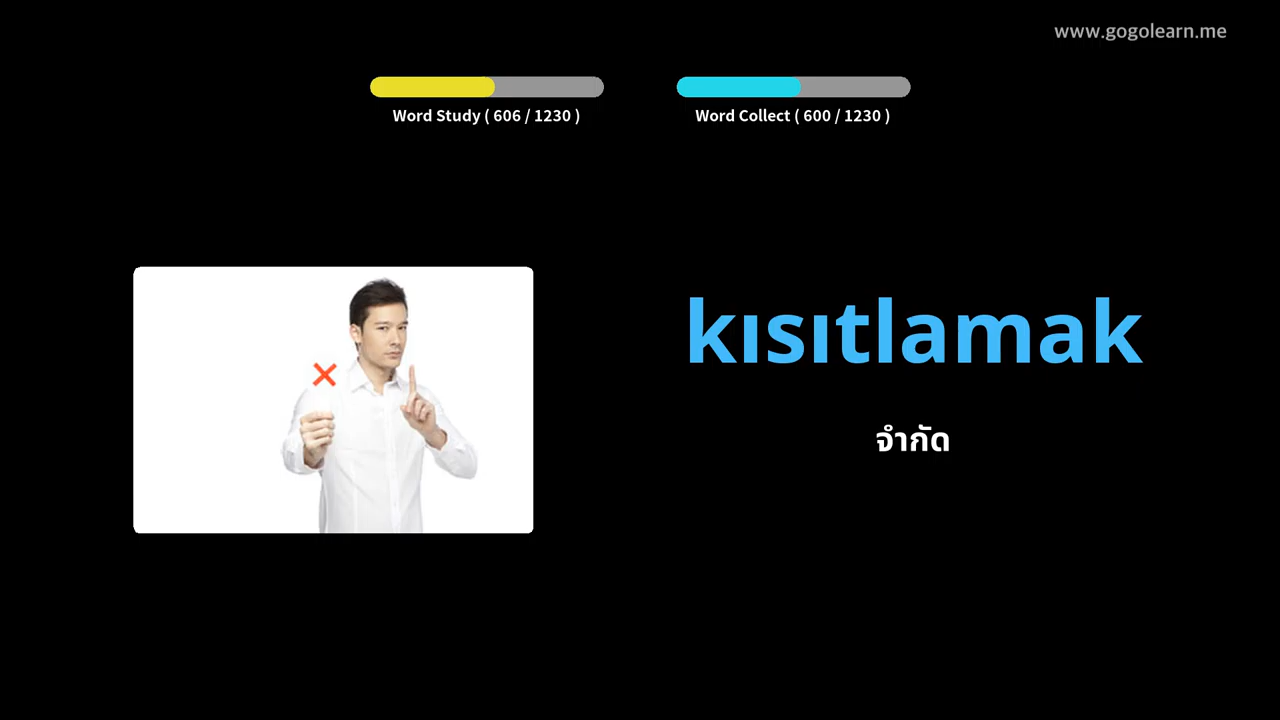 www.gogolearn.me
Word Study ( 606 / 1230 )
Word Collect ( 600 / 1230 )
kısıtlamak
จำกัด